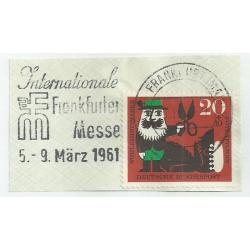 Internationale
Frankfurter
Messe
5.-9. März 1961
FRANKFURT
20
DEUTSCHE BUNDESPOST